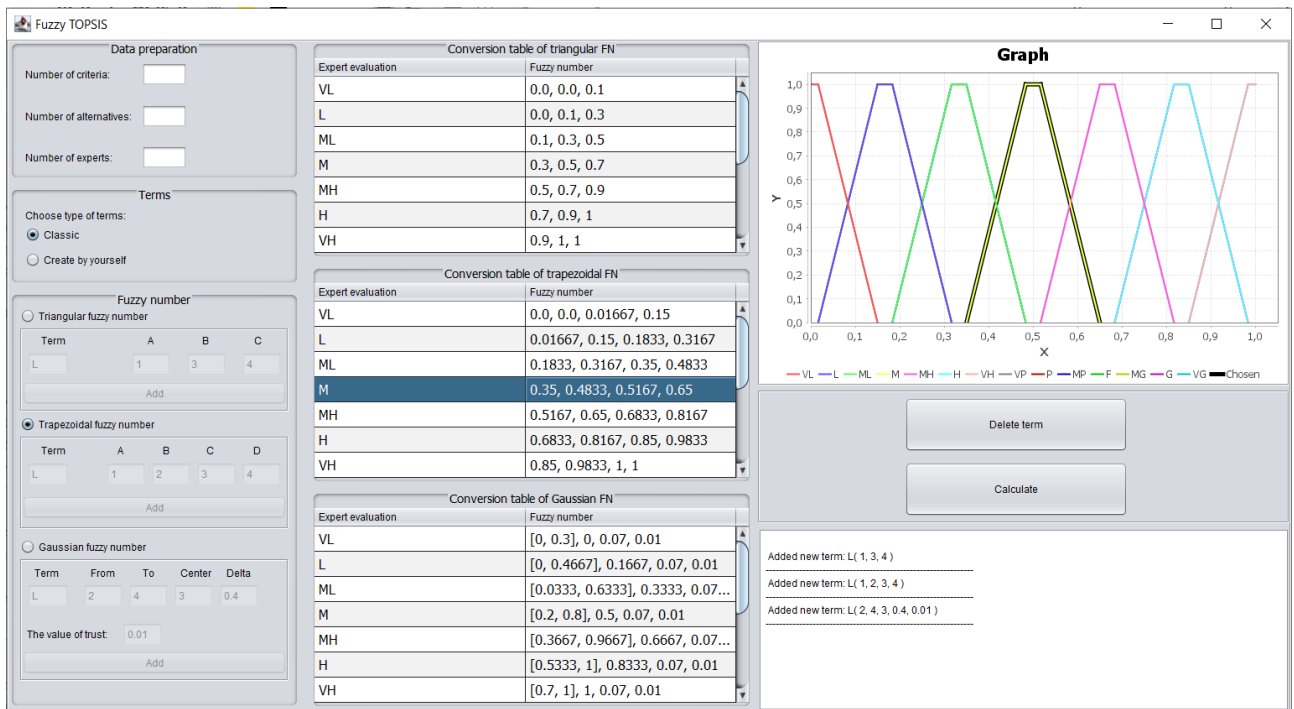 Fuzzy TOPSIS
Data preparation
Number of criteria:
Number of alternatives:
Number of experts:
Terms
Choose type of terms:
Classic
Create by yourself
Fuzzy number
Triangular fuzzy number
Term A B C
L 1 3 4
Add
Trapezoidal fuzzy number
Term A B C D
L 1 2 3 4
Add
Gaussian fuzzy number
Term From To Center Delta
L 2 4 3 0.4
The value of trust: 0.01
Add
Conversion table of triangular FN
Expert evaluation Fuzzy number
VL 0.0, 0.0, 0.1
L 0.0, 0.1, 0.3
ML 0.1, 0.3, 0.5
M 0.3, 0.5, 0.7
MH 0.5, 0.7, 0.9
H 0.7, 0.9, 1
VH 0.9, 1, 1
Conversion table of trapezoidal FN
Expert evaluation Fuzzy number
VL 0.0, 0.0, 0.01667, 0.15
L 0.01667, 0.15, 0.1833, 0.3167
ML 0.1833, 0.3167, 0.35, 0.4833
M 0.35, 0.4833, 0.5167, 0.65
MH 0.5167, 0.65, 0.6833, 0.8167
H 0.6833, 0.8167, 0.85, 0.9833
VH 0.85, 0.9833, 1, 1
Conversion table of Gaussian FN
Expert evaluation Fuzzy number
VL [0, 0.3], 0, 0.07, 0.01
L [0, 0.4667], 0.1667, 0.07, 0.01
ML [0.0333, 0.6333], 0.3333, 0.07...
M [0.2, 0.8], 0.5, 0.07, 0.01
MH [0.3667, 0.9667], 0.6667, 0.07...
H [0.5333, 1], 0.8333, 0.07, 0.01
VH [0.7, 1], 1, 0.07, 0.01
Graph
1,0
0,9
0,8
0,7
0,6
0,5
0,4
0,3
0,2
0,1
0,0
Y
0,0 0,1 0,2 0,3 0,4 0,5 0,6 0,7 0,8 0,9 1,0
X
VL L ML M MH H VH VP P MP F MG G VG Chosen
Delete term
Calculate
Added new term: L( 1, 3, 4 )
Added new term: L( 1, 2, 3, 4 )
Added new term: L( 2, 4, 3, 0.4, 0.01 )